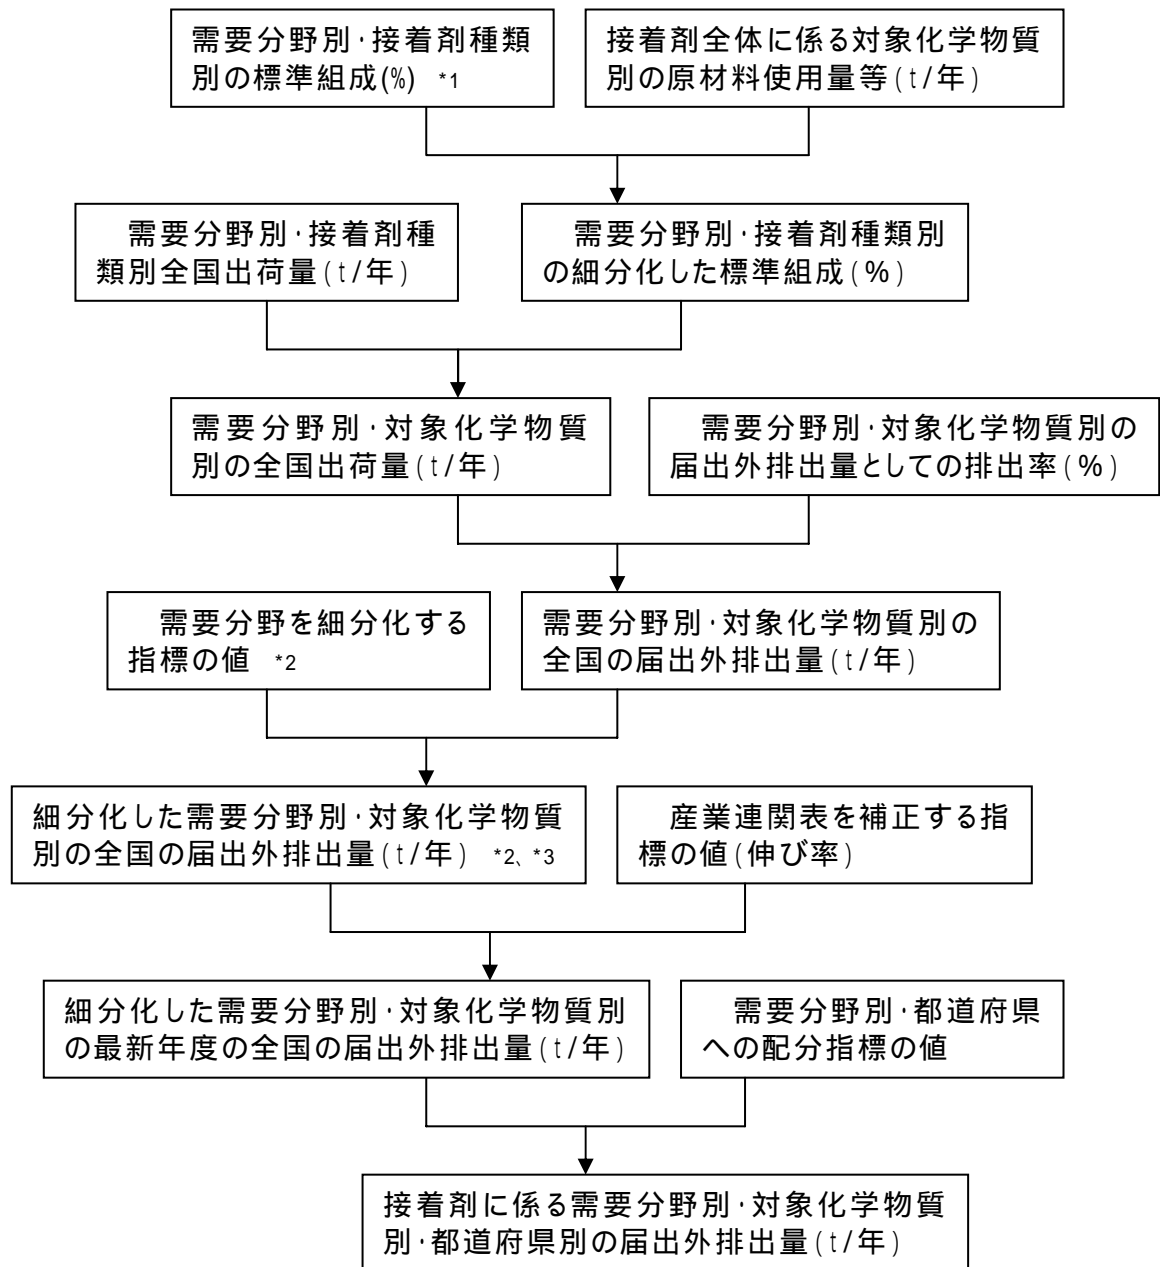 需要分野別・接着剤種類
別の標準組成(%) *1
接着剤全体に係る対象化学物質
別の原材料使用量等(t/年)
需要分野別・接着剤種
類別全国出荷量(t/年)
需要分野別・接着剤種類別
の細分化した標準組成(%)
需要分野別・対象化学物質
別の全国出荷量(t/年)
需要分野別・対象化学物質別の
届出外排出量としての排出率(%)
需要分野を細分化する
指標の値 *2
需要分野別・対象化学物質別の
全国の届出外排出量(t/年)
細分化した需要分野別・対象化学物質
別の全国の届出外排出量(t/年) *2、*3
産業連関表を補正する指
標の値(伸び率)
細分化した需要分野別・対象化学物質別
の最新年度の全国の届出外排出量(t/年)
需要分野別・都道府県
への配分指標の値
接着剤に係る需要分野別・対象化学物質
別・都道府県別の届出外排出量(t/年)